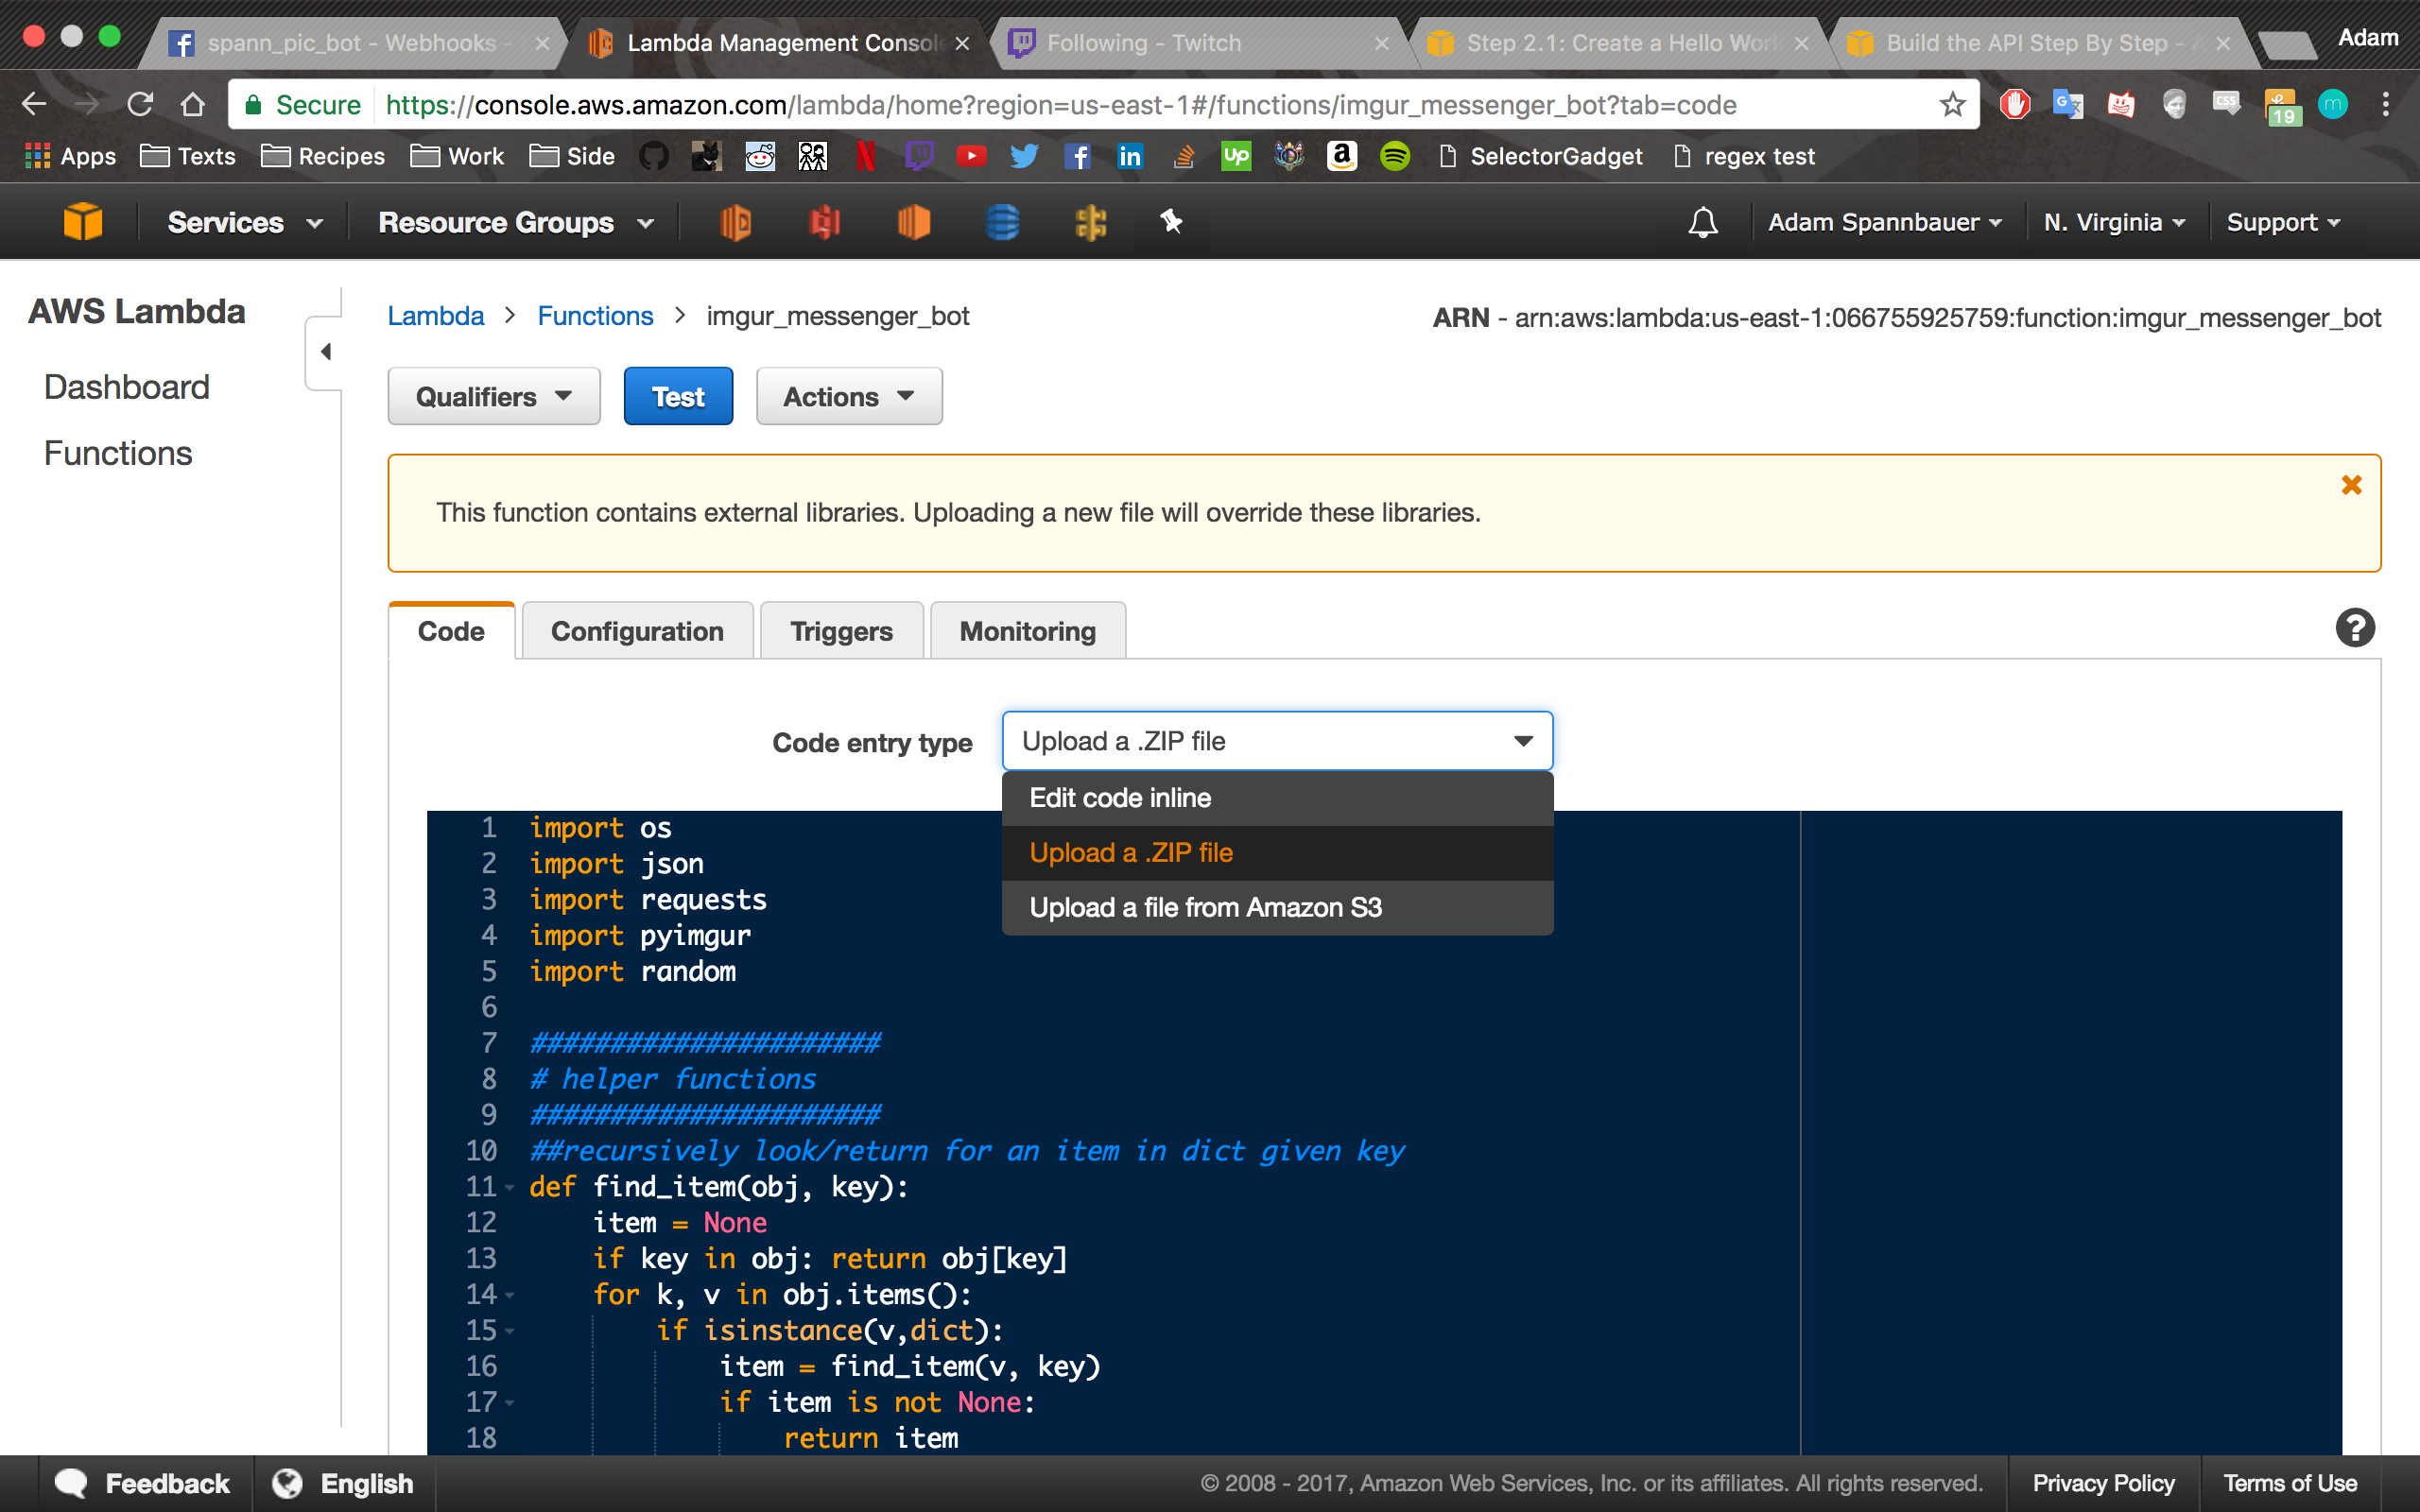 spann_pic_bot - Webhooks -
Lambda Management Console
Following - Twitch
Step 2.1: Create a Hello Worl
Build the API Step By Step - A
Adam
Secure
https://console.aws.amazon.com/lambda/home?region=us-east-1#/functions/imgur_messenger_bot?tab=code
19
Apps
Texts
Recipes
Work
Side
SelectorGadget
regex test
Services
Resource Groups
Adam Spannbauer
N. Virginia
Support
AWS Lambda
Dashboard
Functions
Lambda > Functions > imgur_messenger_bot
ARN - arn:aws:lambda:us-east-1:066755925759:function:imgur_messenger_bot
Qualifiers
Test
Actions
This function contains external libraries. Uploading a new file will override these libraries.
Code
Configuration
Triggers
Monitoring
?
Code entry type
Upload a .ZIP file
Edit code inline
Upload a .ZIP file
Upload a file from Amazon S3
1 import os
2 import json
3 import requests
4 import pyimgur
5 import random
6
7 ######################
8 # helper functions
9 ######################
10 ##recursively look/return for an item in dict given key
11 def find_item(obj, key):
12 item = None
13 if key in obj: return obj[key]
14 for k, v in obj.items():
15 if isinstance(v,dict):
16 item = find_item(v, key)
17 if item is not None:
18 return item
Feedback
English
© 2008 - 2017, Amazon Web Services, Inc. or its affiliates. All rights reserved.
Privacy Policy
Terms of Use